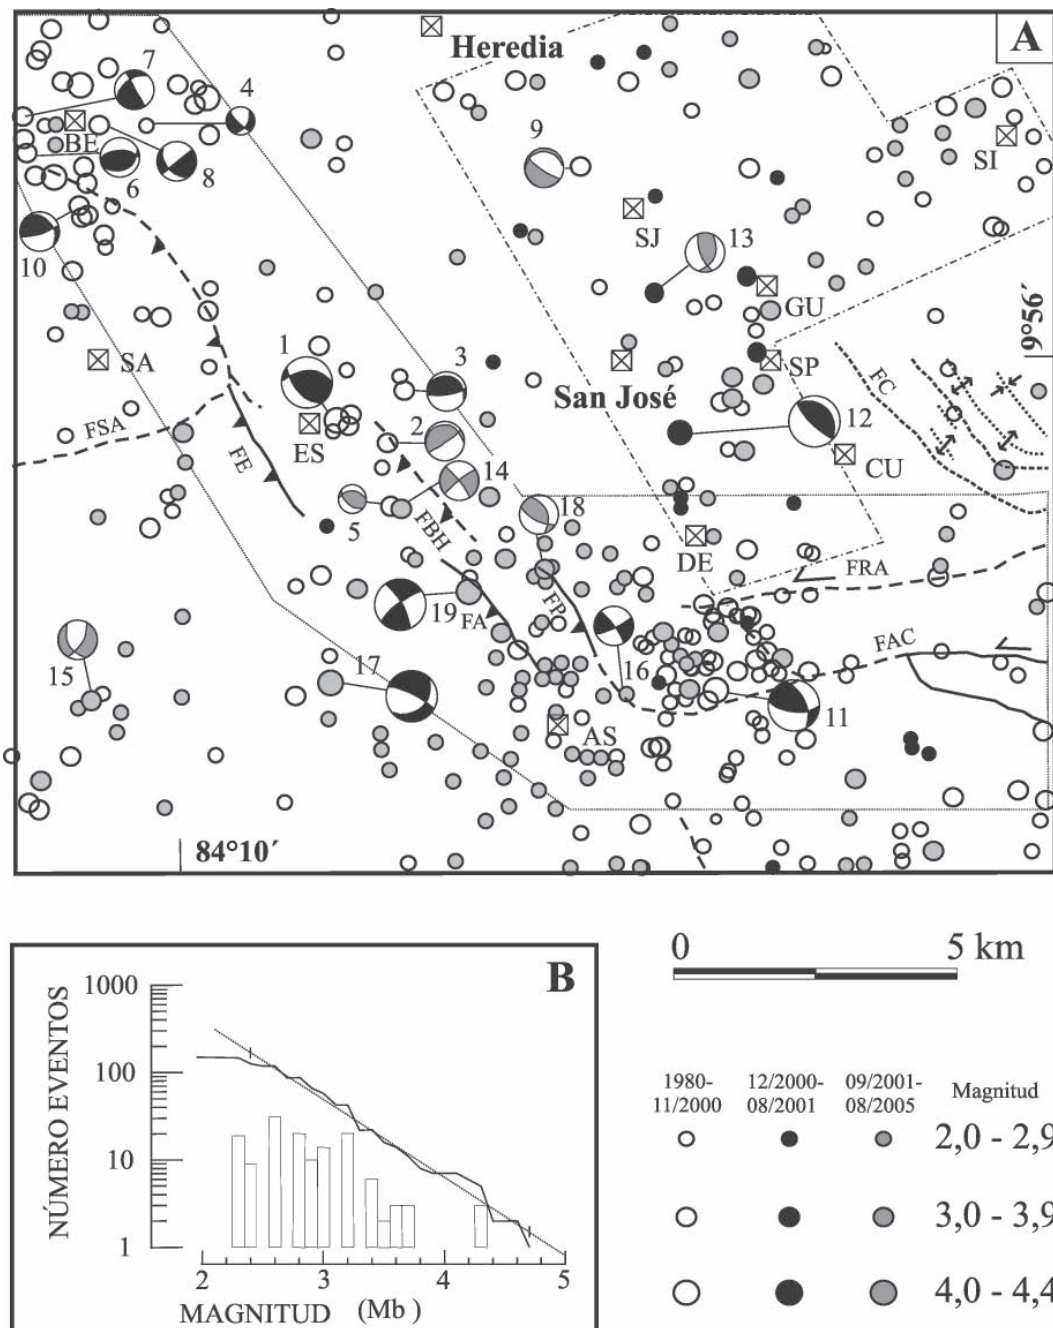 A
Heredia
7
4
9
BE
SI
6
8
SJ
13
10
GU
9°56´
SA
1
3
SP
FC
San José
12
FSA
2
ES
14
CU
FE
5
18
FBH
DE
FRA
19
FA
FP
FAC
15
17
16
11
AS
84°10´
B
0 5 km
NÚMERO EVENTOS
1000
100
10
1
2 3 4 5
MAGNITUD (Mb)
1980- 12/2000- 09/2001- Magnitud
11/2000 08/2001 08/2005
2,0 - 2,9
3,0 - 3,9
4,0 - 4,4